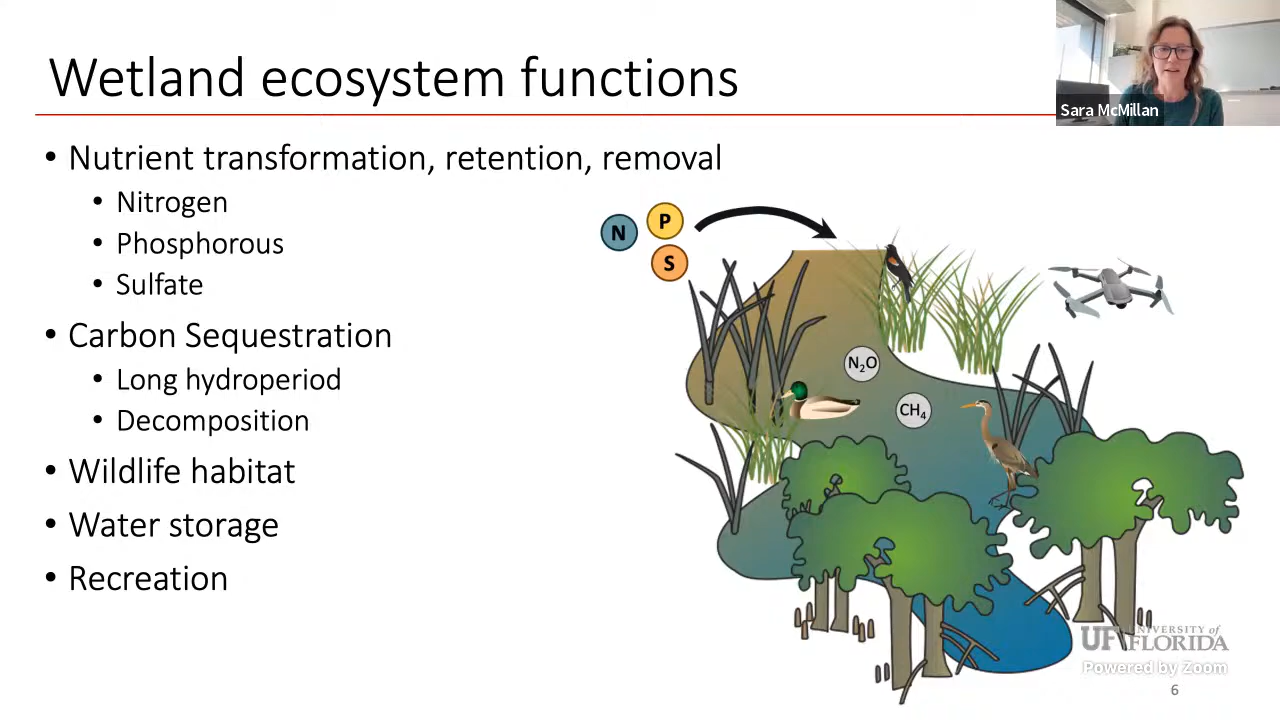 Wetland ecosystem functions
Sara McMillan
• Nutrient transformation, retention, removal
• Nitrogen
• Phosphorous
• Sulfate
• Carbon Sequestration
• Long hydroperiod
• Decomposition
• Wildlife habitat
• Water storage
• Recreation
N
P
S
N₂O
CH₄
UF UNIVERSITY of
FLORIDA
Powered by Zoom
6